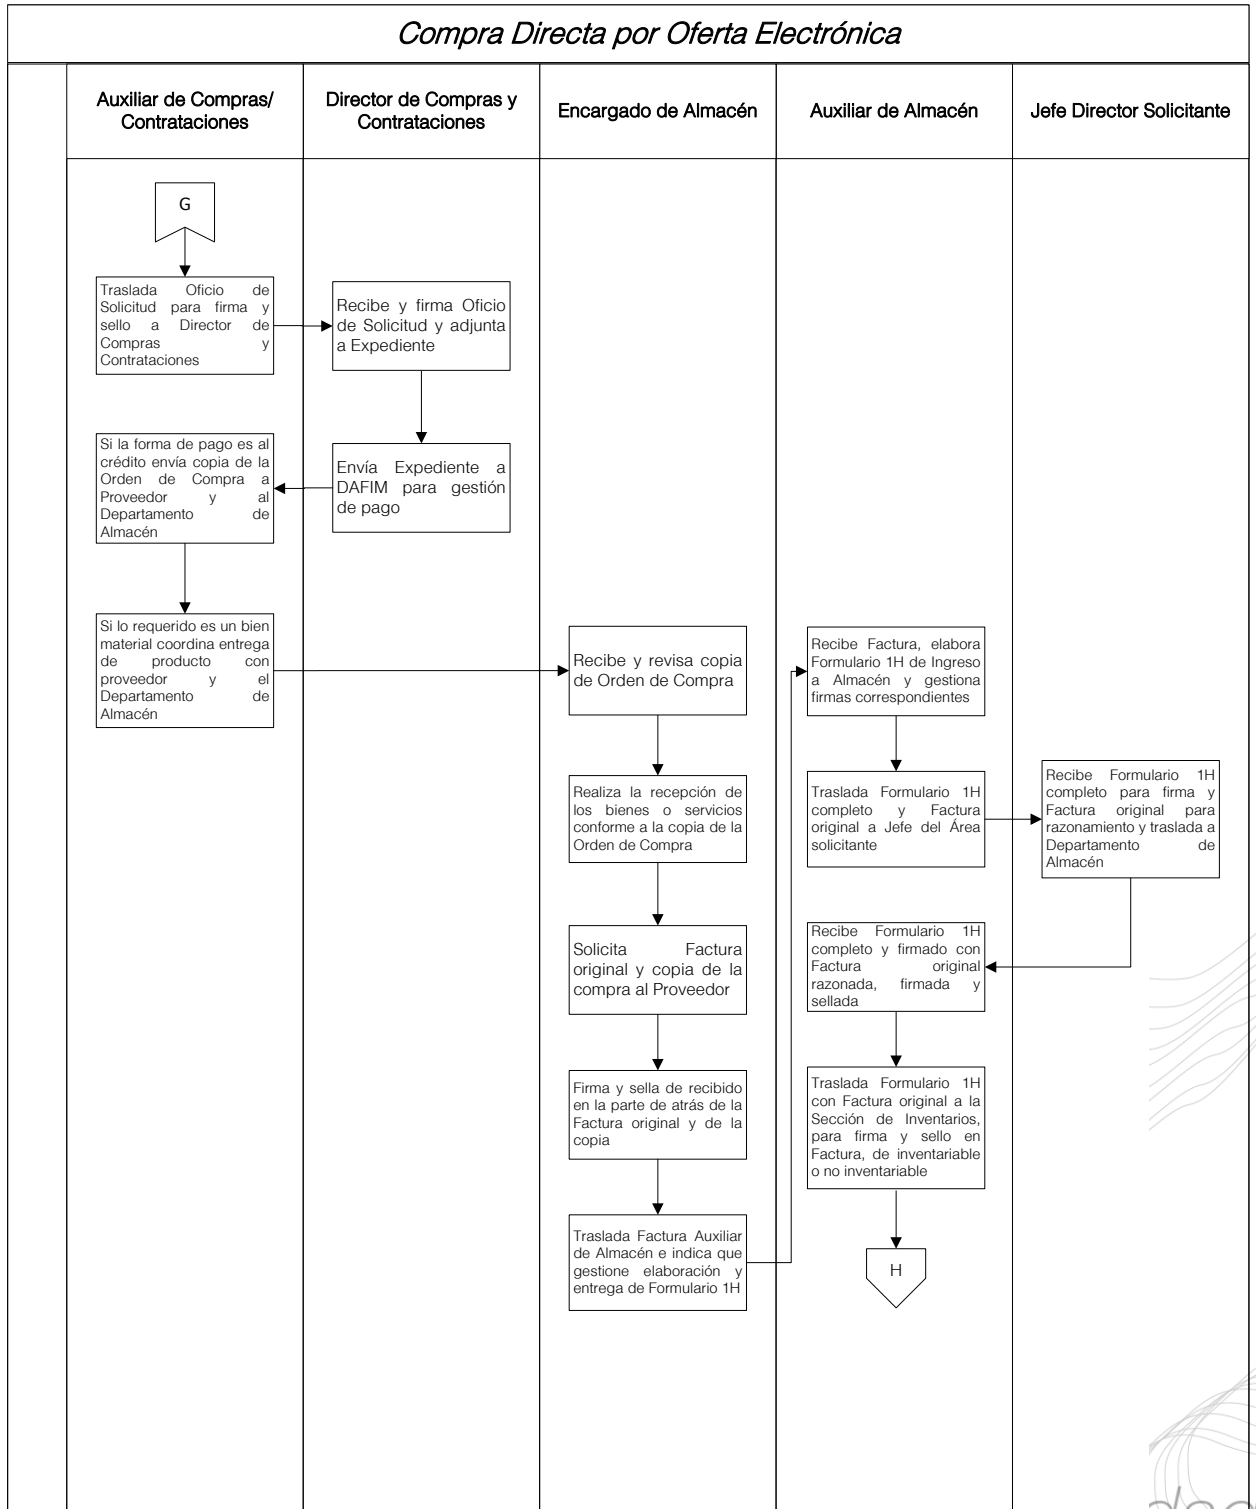 Compra Directa por Oferta Electrónica
Auxiliar de Compras/
Contrataciones
Director de Compras y
Contrataciones
Encargado de Almacén
Auxiliar de Almacén
Jefe Director Solicitante
G
Traslada Oficio de
Solicitud para firma y
sello a Director de
Compras y
Contrataciones
Recibe y firma Oficio
de Solicitud y adjunta
a Expediente
Si la forma de pago es al
crédito envía copia de la
Orden de Compra a
Proveedor y al
Departamento de
Almacén
Envía Expediente a
DAFIM para gestión
de pago
Si lo requerido es un bien
material coordina entrega
de producto con
proveedor y el
Departamento de
Almacén
Recibe y revisa copia
de Orden de Compra
Realiza la recepción de
los bienes o servicios
conforme a la copia de la
Orden de Compra
Solicita Factura
original y copia de la
compra al Proveedor
Firma y sella de recibido
en la parte de atrás de la
Factura original y de la
copia
Traslada Factura Auxiliar
de Almacén e indica que
gestione elaboración y
entrega de Formulario 1H
Recibe Factura, elabora
Formulario 1H de Ingreso
a Almacén y gestiona
firmas correspondientes
Traslada Formulario 1H
completo y Factura
original a Jefe del Área
solicitante
Recibe Formulario 1H
completo para firma y
Factura original para
razonamiento y traslada a
Departamento de
Almacén
Recibe Formulario 1H
completo y firmado con
Factura original
razonada, firmada y
sellada
Traslada Formulario 1H
con Factura original a la
Sección de Inventarios,
para firma y sello en
Factura, de inventariable
o no inventariable
H